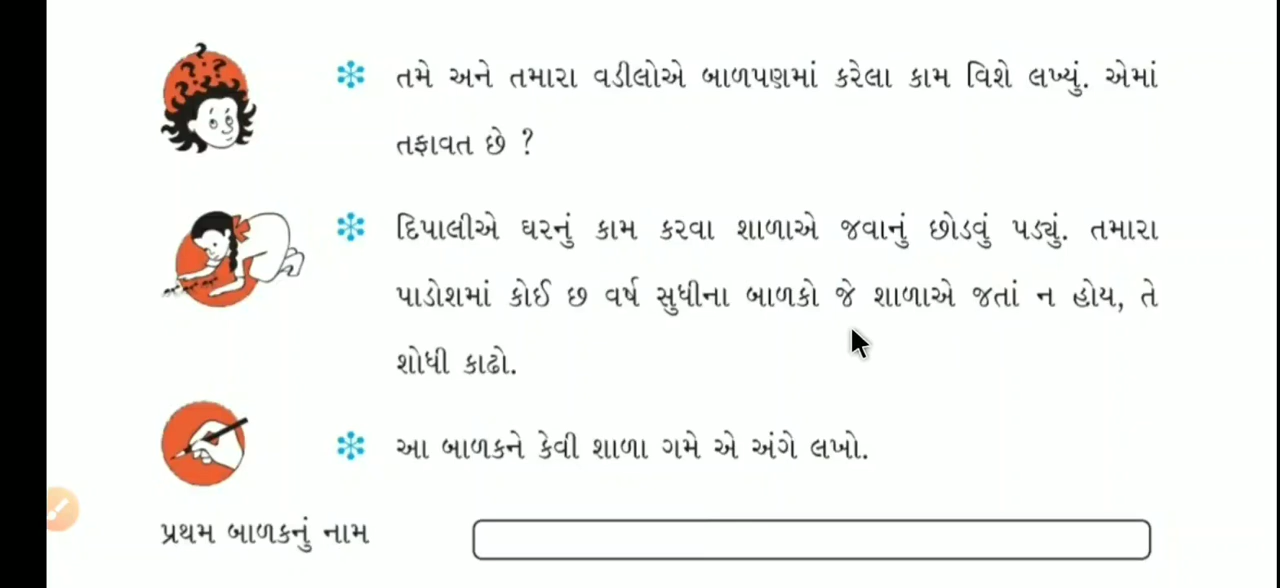 તમે અને તમારા વડીલોએ બાળપણમાં કરેલા કામ વિશે લખ્યું. એમાં
તફાવત છે ?
દિપાલીએ ઘરનું કામ કરવા શાળાએ જવાનું છોડવું પડ્યું. તમારા
પાડોશમાં કોઈ છ વર્ષ સુધીના બાળકો જે શાળાએ જતાં ન હોય, તે
શોધી કાઢો.
આ બાળકને કેવી શાળા ગમે એ અંગે લખો.
પ્રથમ બાળકનું નામ